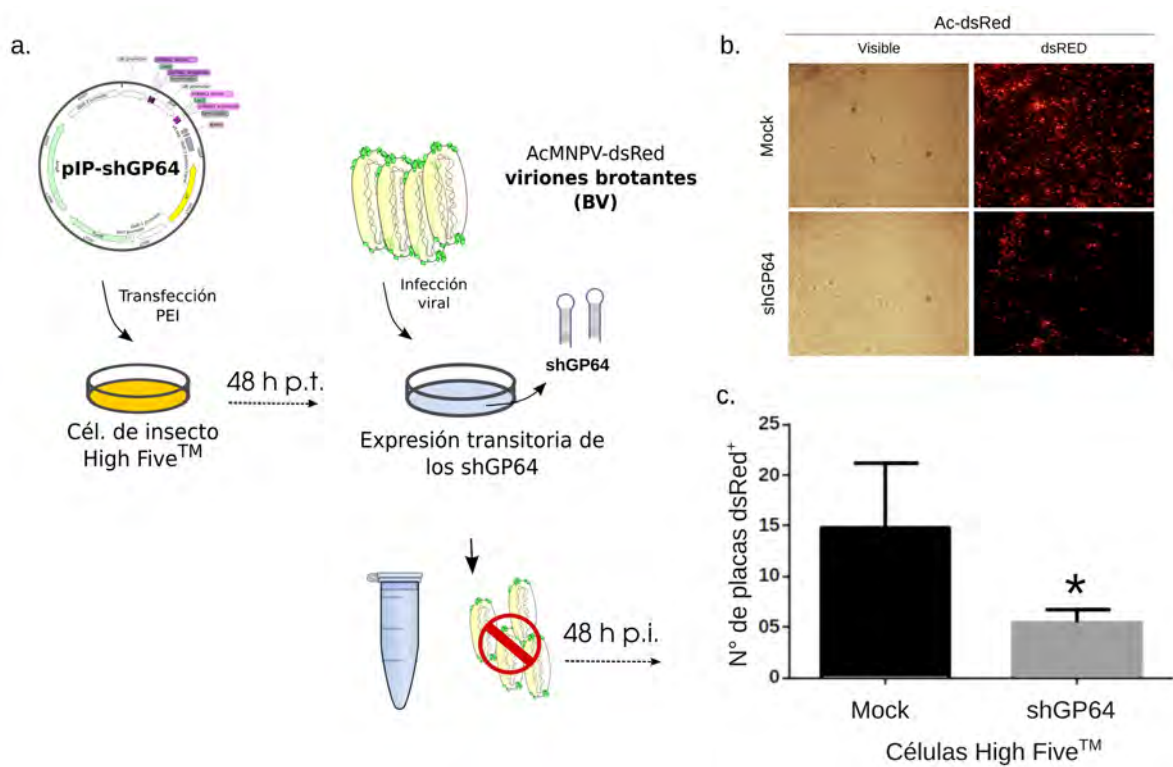 a.
pIP-shGP64
Transfección
PEI
Cél. de insecto
High Five™
48 h p.t.
AcMNPV-dsRed
viriones brotantes
(BV)
Infección
viral
shGP64
Expresión transitoria de
los shGP64
48 h p.i.
b.
Ac-dsRed
Visible
dsRED
Mock
shGP64
c.
N° de placas dsRed⁺
25
20
15
10
05
0
*
Mock
shGP64
Células High Five™